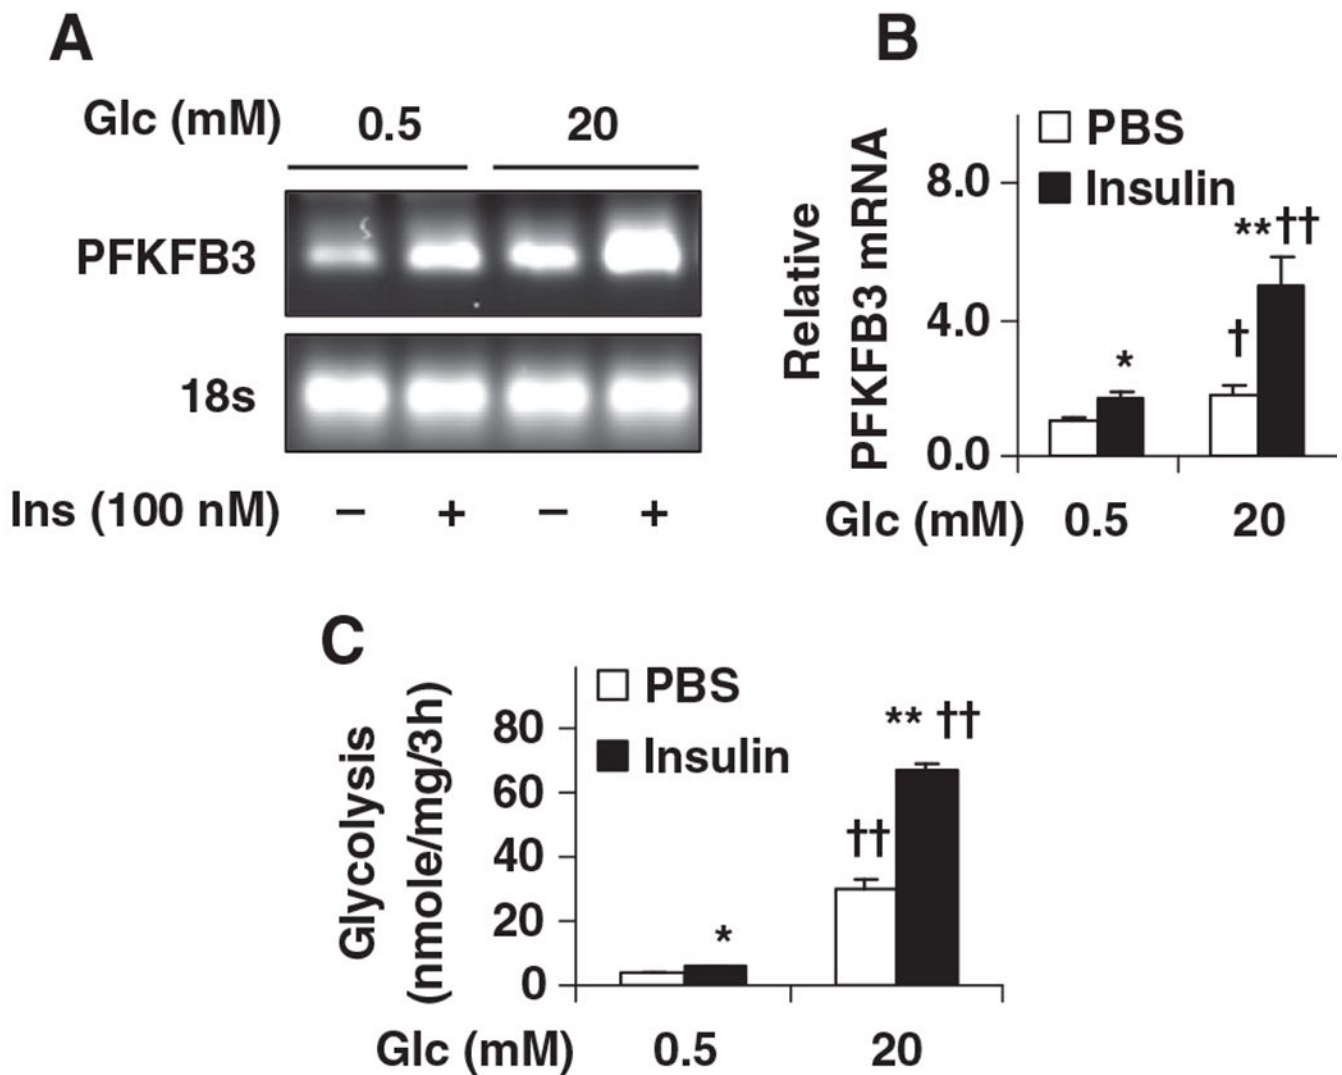 A
Glc (mM) 0.5 20
PFKFB3
18s
Ins (100 nM) – + – +
B
Relative
PFKFB3 mRNA
PBS
Insulin
8.0
4.0
0.0
*
†
**††
Glc (mM) 0.5 20
C
Glycolysis
(nmole/mg/3h)
PBS
Insulin
80
60
40
20
0
*
††
** ††
Glc (mM) 0.5 20